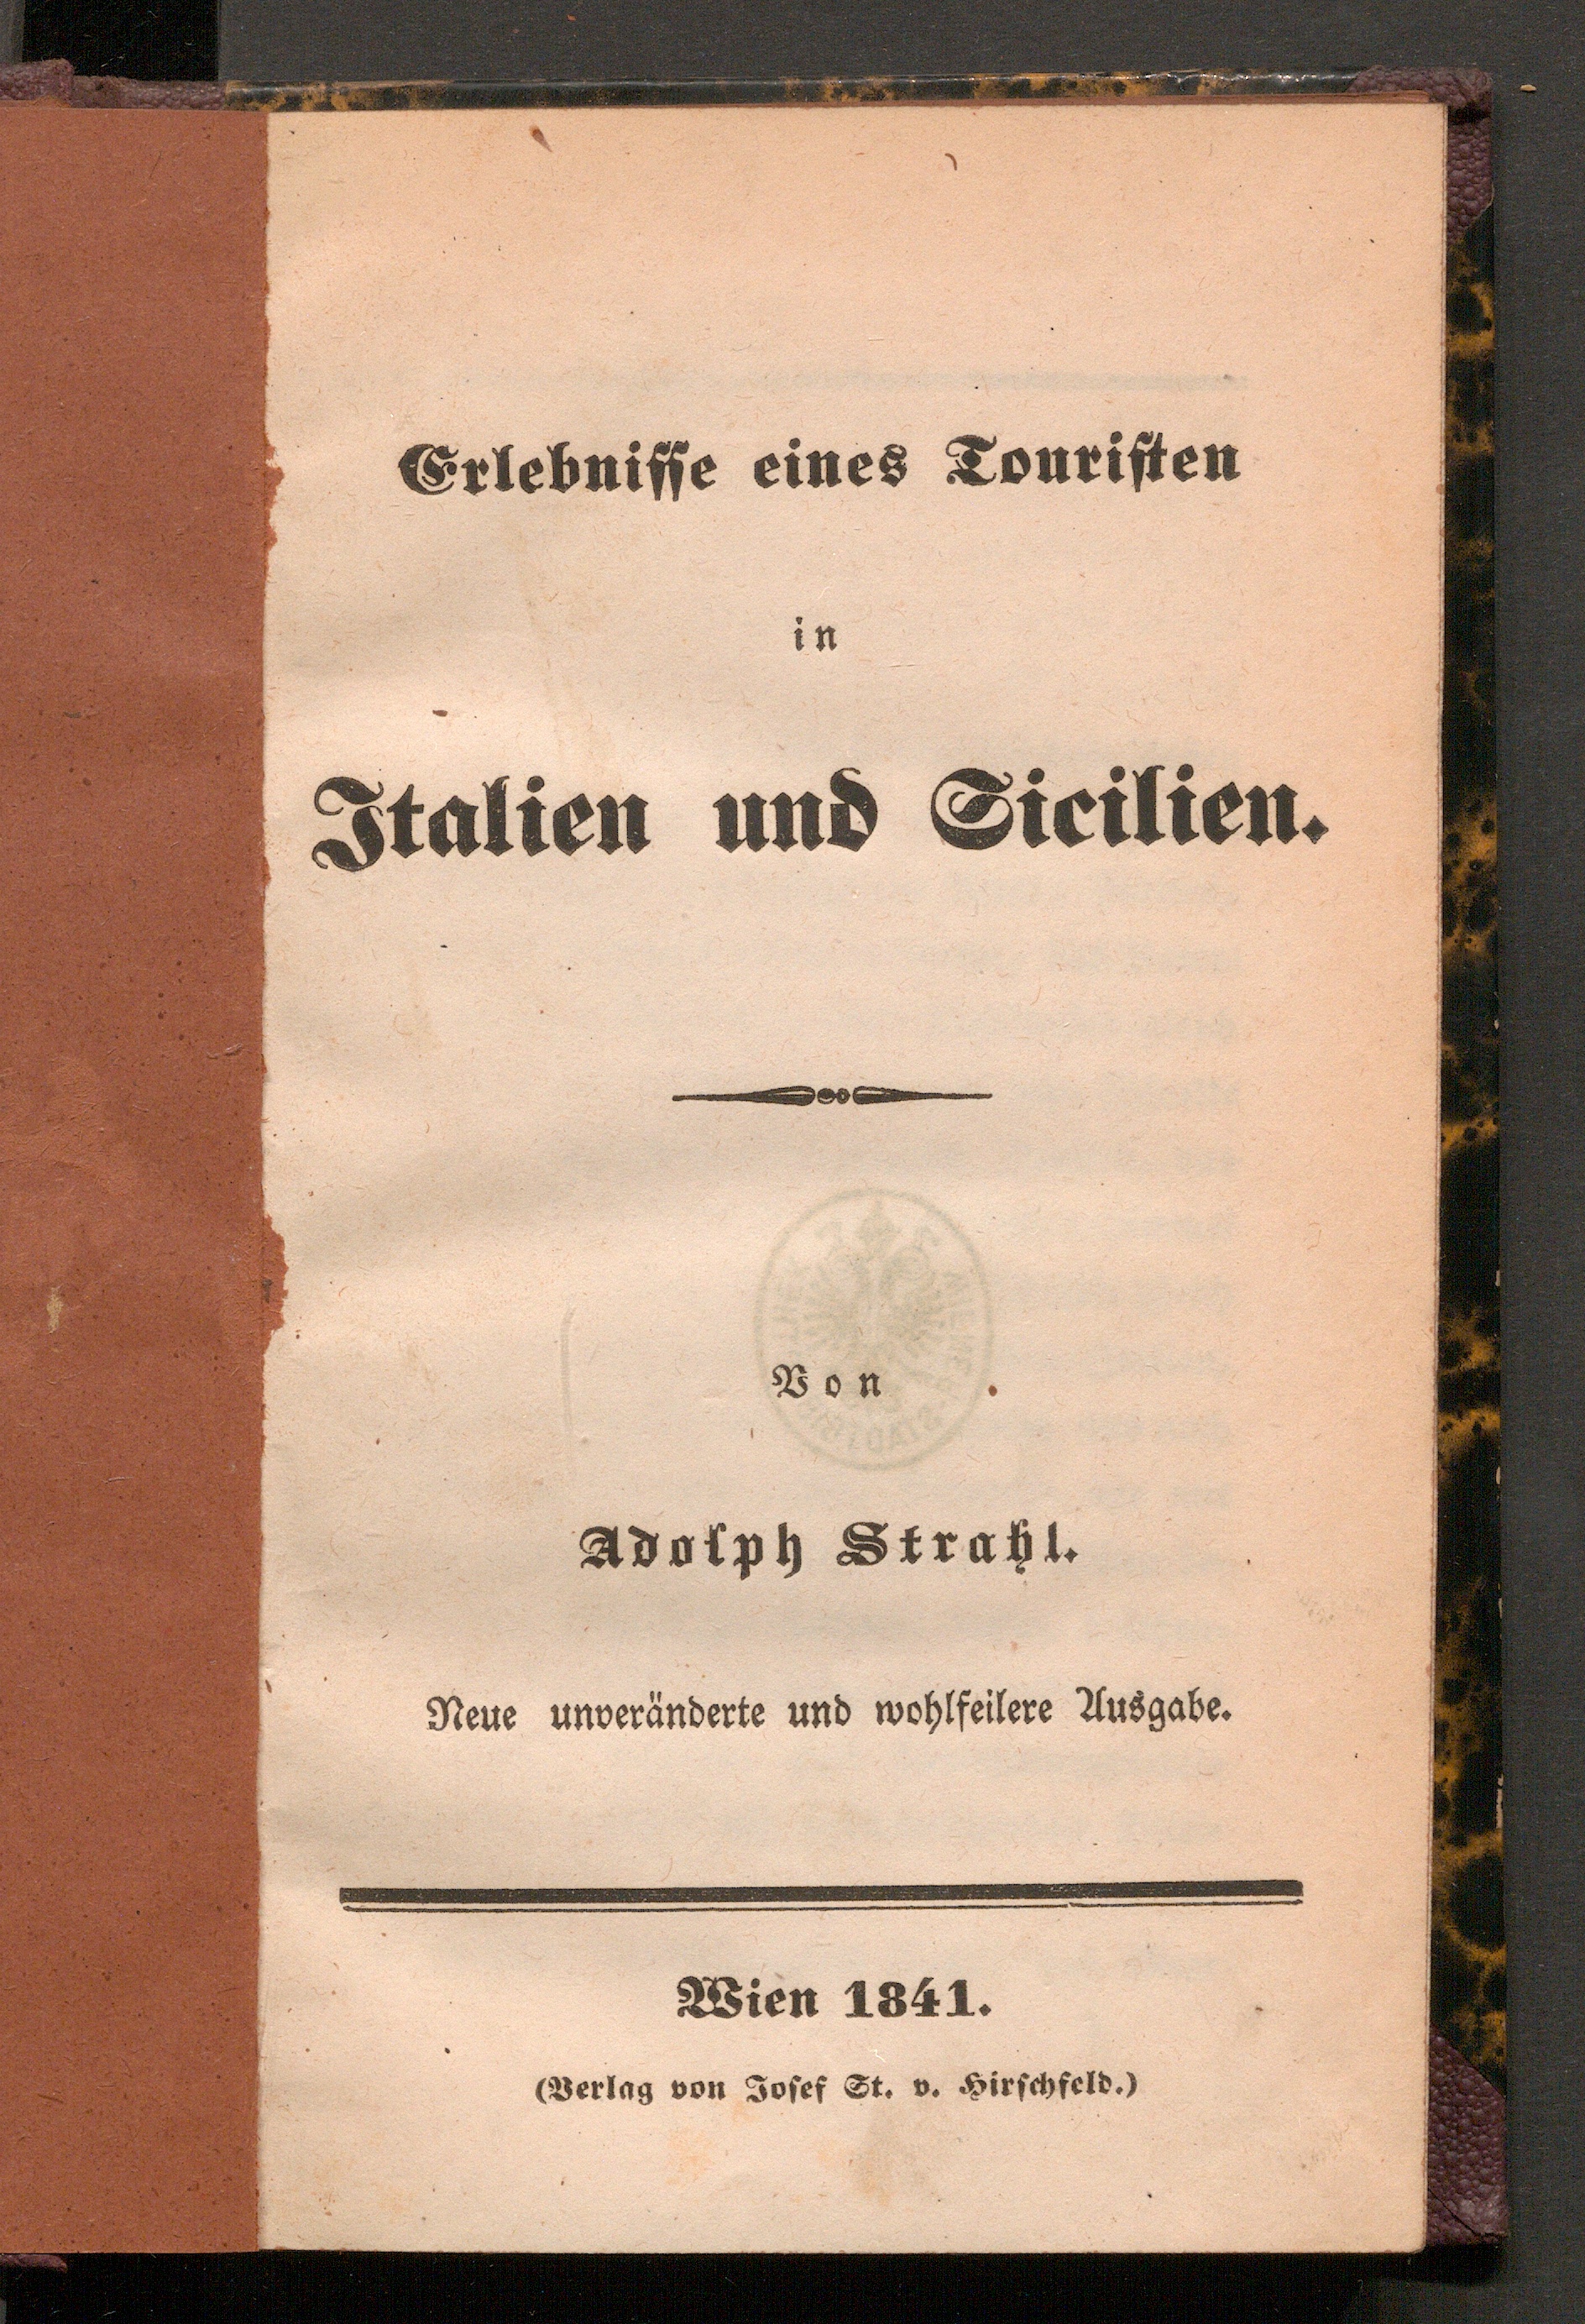 Erlebniſſe eines Touriſten
in
Italien und Sicilien.
Von
Adolph Strahl.
Neue unveränderte und wohlfeilere Ausgabe.
Wien 1841.
(Verlag von Joſef St. v. Hirſchfeld.)